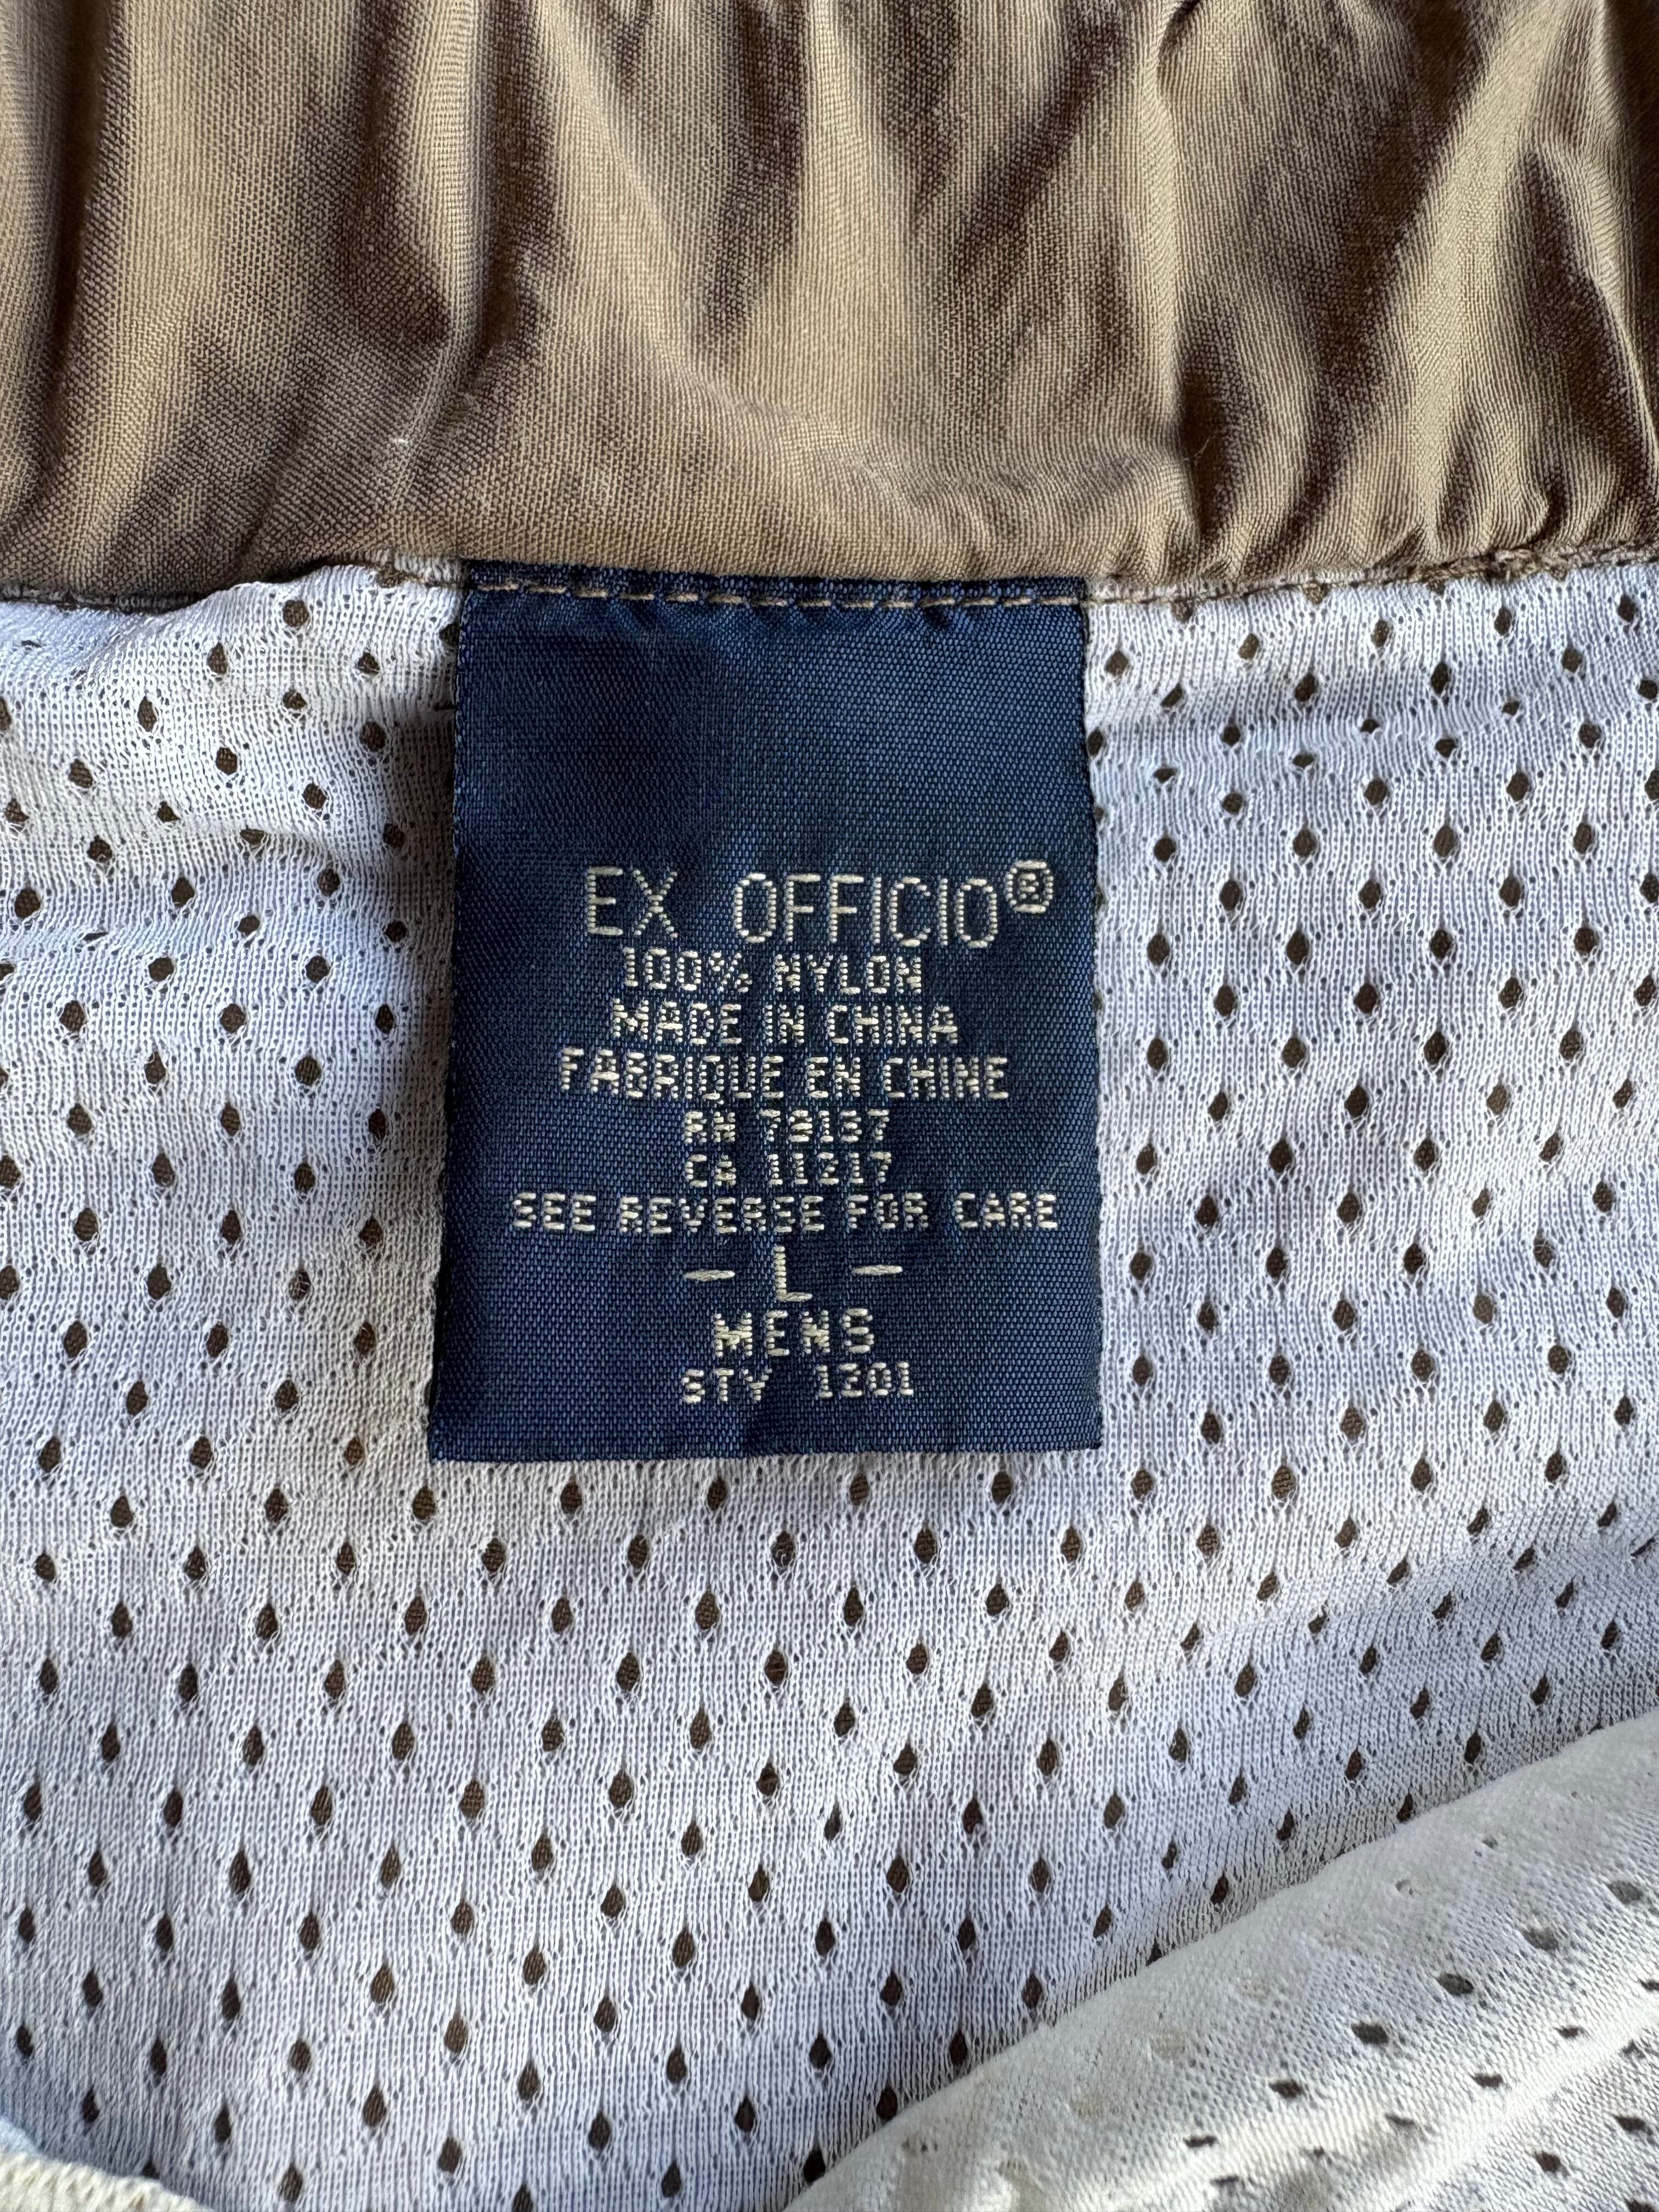 EX OFFICIO®
100% NYLON
MADE IN CHINA
FABRIQUE EN CHINE
RN 78187
CA 11217
SEE REVERSE FOR CARE
- L -
MENS
STY 1201